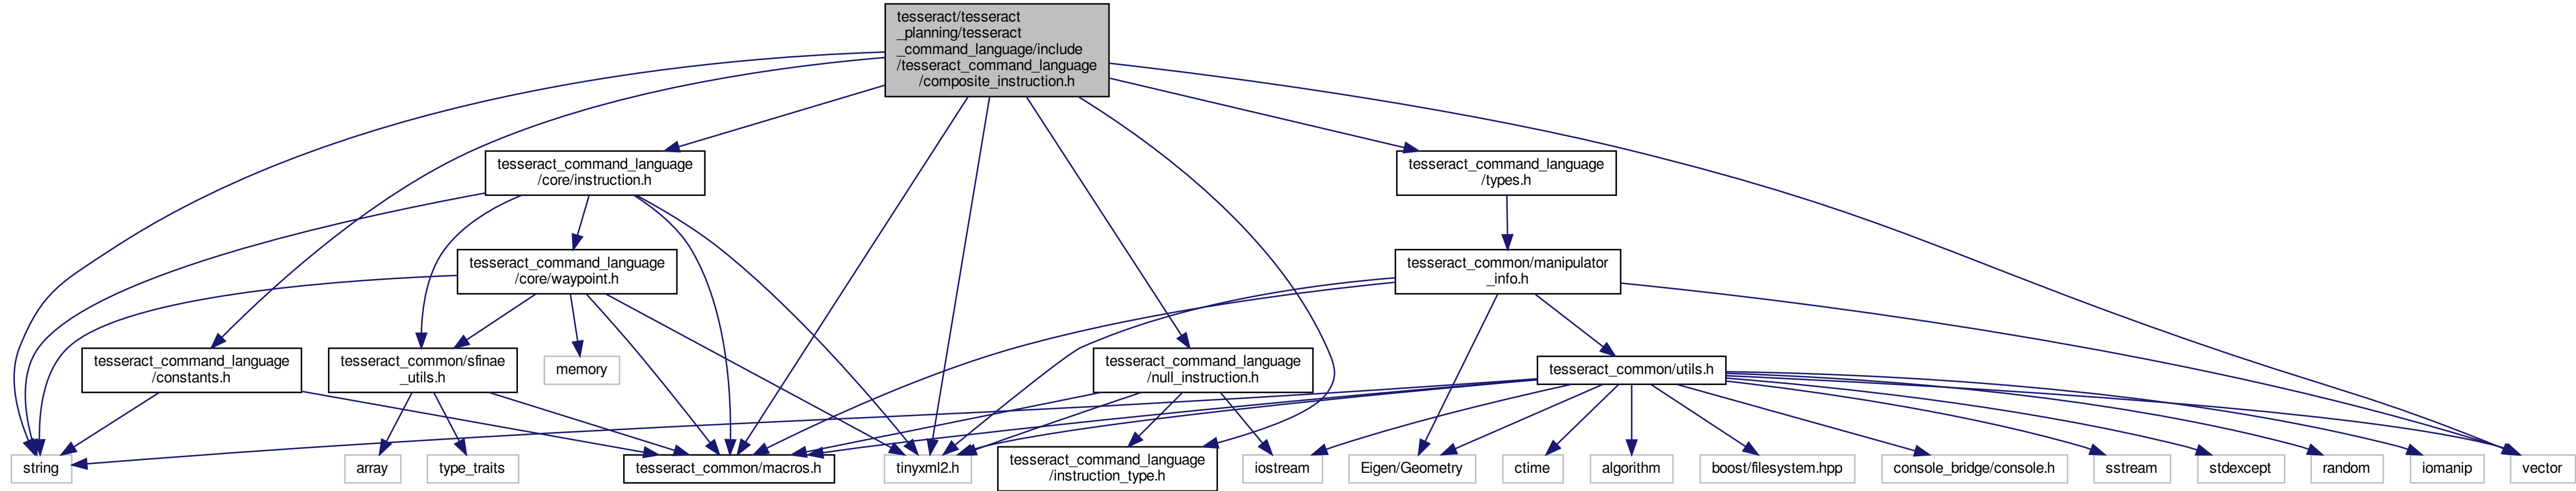 tesseract/tesseract
_planning/tesseract
_command_language/include
/tesseract_command_language
/composite_instruction.h
tesseract_command_language
/core/instruction.h
tesseract_command_language
/types.h
tesseract_command_language
/core/waypoint.h
tesseract_common/manipulator
_info.h
tesseract_command_language
/constants.h
tesseract_common/sfinae
_utils.h
memory
tesseract_command_language
/null_instruction.h
tesseract_common/utils.h
string
array
type_traits
tesseract_common/macros.h
tinyxml2.h
tesseract_command_language
/instruction_type.h
iostream
Eigen/Geometry
ctime
algorithm
boost/filesystem.hpp
console_bridge/console.h
sstream
stdexcept
random
iomanip
vector